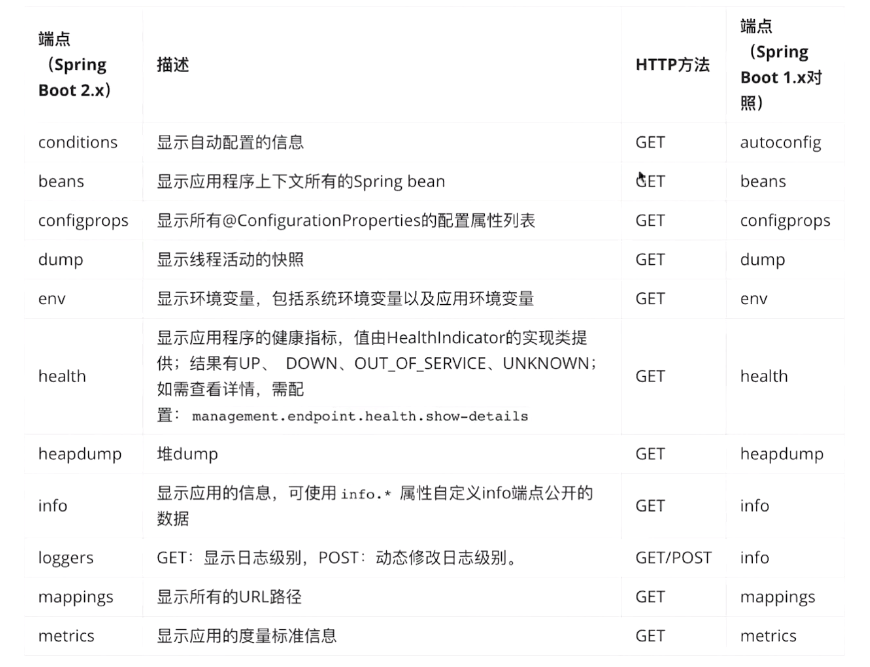 端点
（Spring
Boot 2.x）
描述
HTTP方法
端点
（Spring
Boot 1.x对
照）
conditions 显示自动配置的信息 GET autoconfig
beans 显示应用程序上下文所有的Spring bean GET beans
configprops 显示所有@ConfigurationProperties的配置属性列表 GET configprops
dump 显示线程活动的快照 GET dump
env 显示环境变量，包括系统环境变量以及应用环境变量 GET env
health
显示应用程序的健康指标，值由HealthIndicator的实现类提
供；结果有UP、 DOWN、OUT_OF_SERVICE、UNKNOWN；
如需查看详情，需配
置： management.endpoint.health.show-details
GET health
heapdump 堆dump GET heapdump
info
显示应用的信息，可使用 info.* 属性自定义info端点公开的
数据
GET info
loggers GET：显示日志级别，POST：动态修改日志级别。 GET/POST info
mappings 显示所有的URL路径 GET mappings
metrics 显示应用的度量标准信息 GET metrics